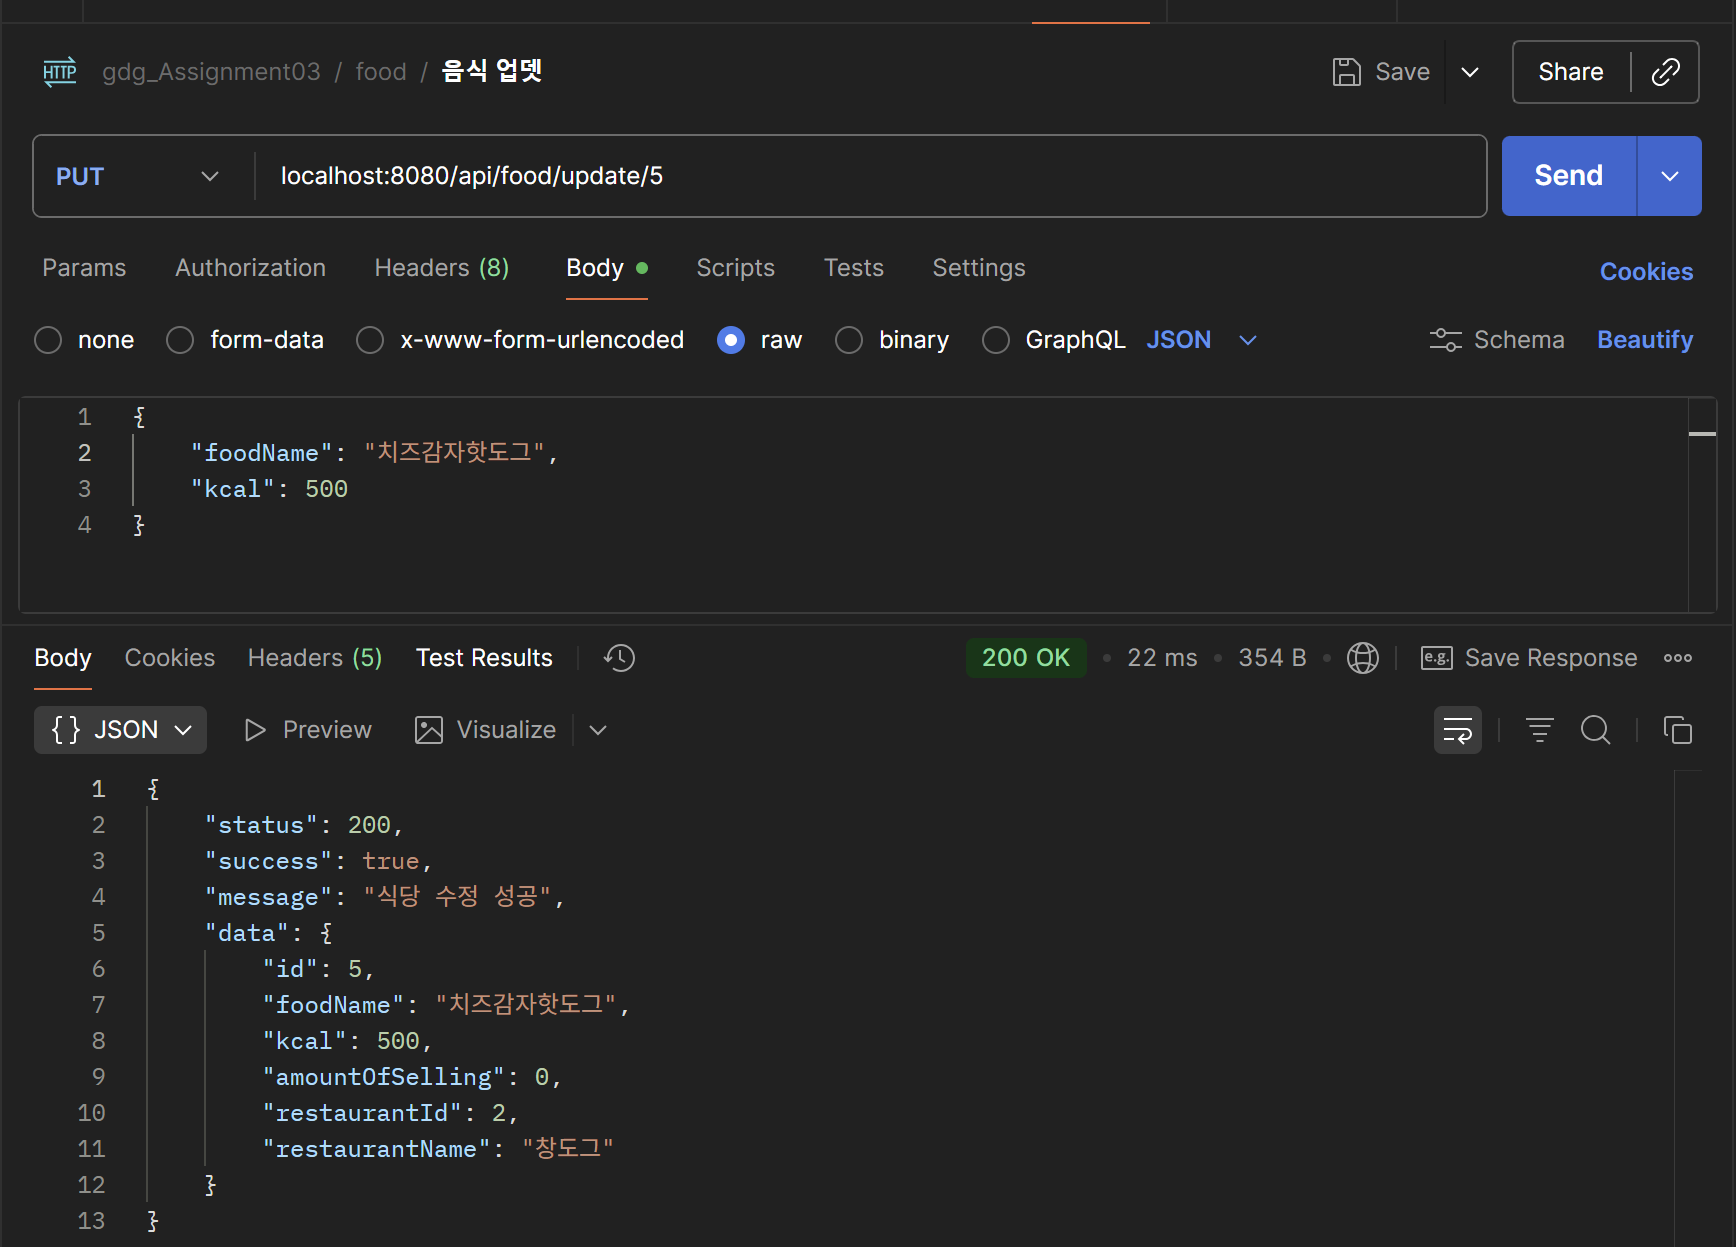 HTTP gdg_Assignment03 / food / 음식 업뎃 Save Share
PUT localhost:8080/api/food/update/5 Send
Params Authorization Headers (8) Body Scripts Tests Settings Cookies
none form-data x-www-form-urlencoded raw binary GraphQL JSON Schema Beautify
1 {
2 "foodName": "치즈감자핫도그",
3 "kcal": 500
4 }
Body Cookies Headers (5) Test Results 200 OK • 22 ms • 354 B • e.g. Save Response
{} JSON Preview Visualize
1 {
2 "status": 200,
3 "success": true,
4 "message": "식당 수정 성공",
5 "data": {
6 "id": 5,
7 "foodName": "치즈감자핫도그",
8 "kcal": 500,
9 "amountOfSelling": 0,
10 "restaurantId": 2,
11 "restaurantName": "창도그"
12 }
13 }